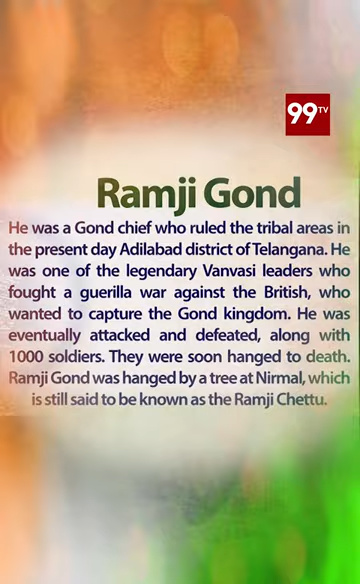 99TV
Ramji Gond
He was a Gond chief who ruled the tribal areas in
the present day Adilabad district of Telangana. He
was one of the legendary Vanvasi leaders who
fought a guerilla war against the British, who
wanted to capture the Gond kingdom. He was
eventually attacked and defeated, along with
1000 soldiers. They were soon hanged to death.
Ramji Gond was hanged by a tree at Nirmal, which
is still said to be known as the Ramji Chettu.